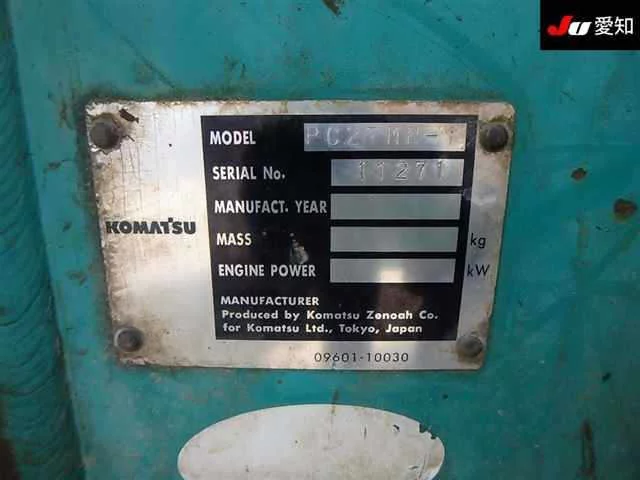 Ju 愛知
MODEL
SERIAL No. 11271
MANUFACT. YEAR
MASS kg
ENGINE POWER kW
KOMATSU
MANUFACTURER
Produced by Komatsu Zenoah Co.
for Komatsu Ltd., Tokyo, Japan
09601-10030